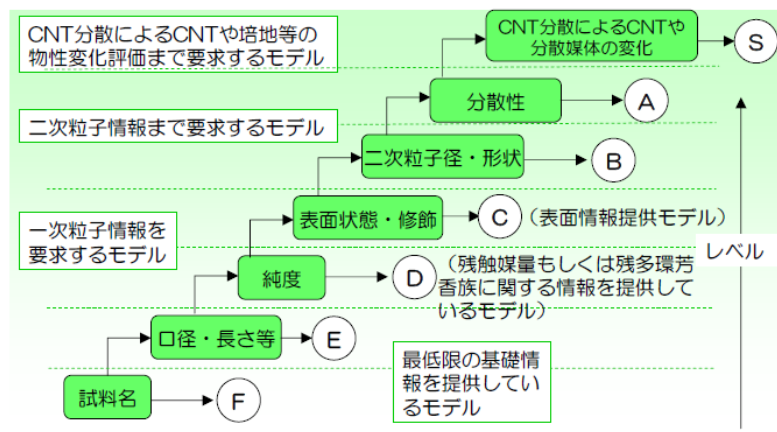 CNT分散によるCNTや培地等の
物性変化評価まで要求するモデル
CNT分散によるCNTや
分散媒体の変化
S
分散性
A
二次粒子情報まで要求するモデル
二次粒子径・形状
B
表面状態・修飾
C
(表面情報提供モデル)
一次粒子情報を
要求するモデル
レベル
純度
D
(残触媒量もしくは残多環芳
香族に関する情報を提供して
いるモデル)
口径・長さ等
E
最低限の基礎情
報を提供してい
るモデル
試料名
F